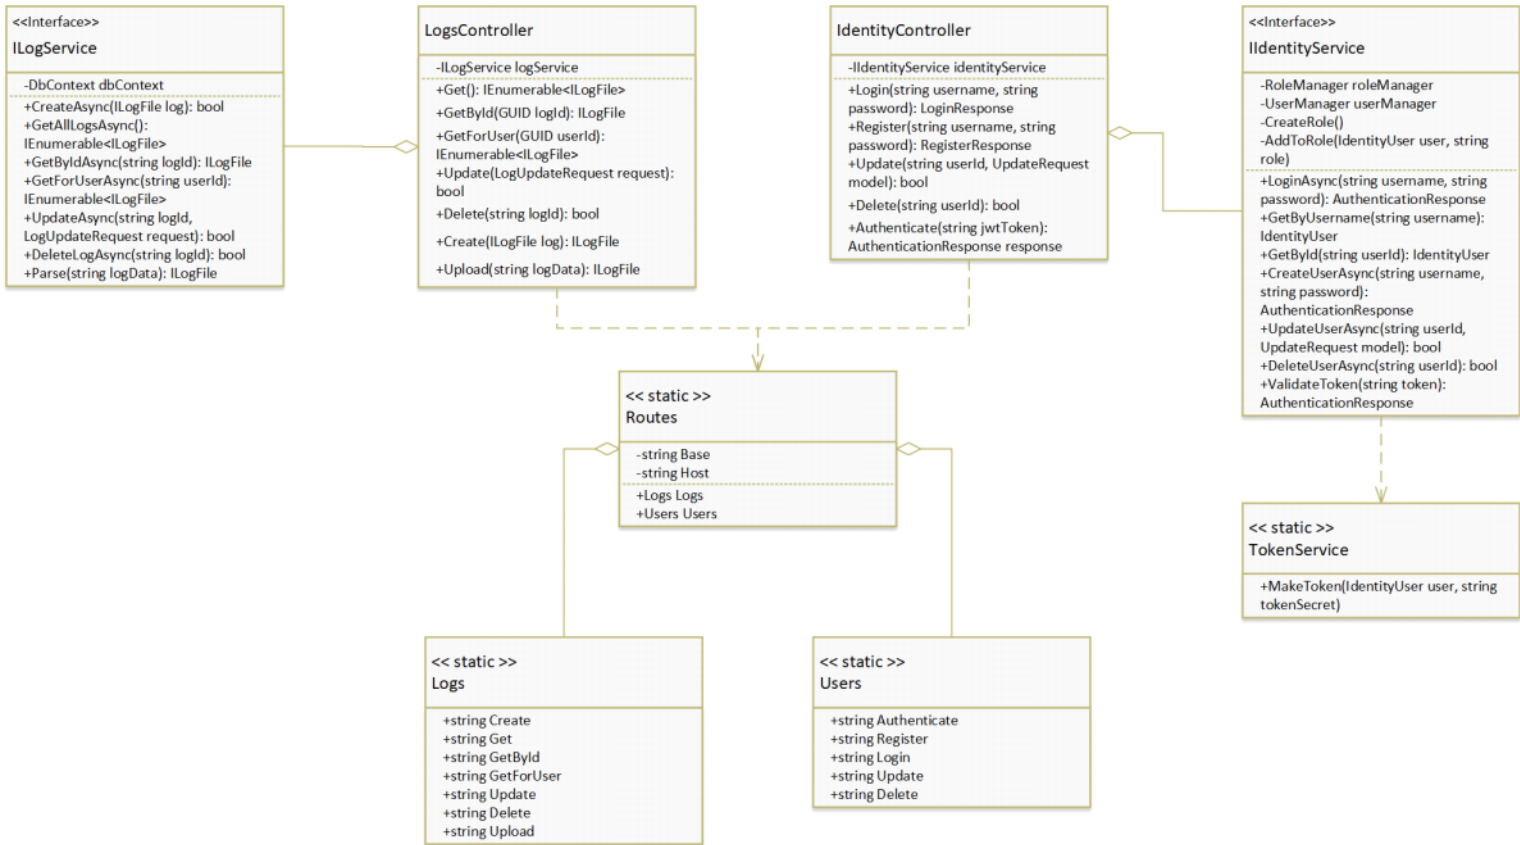 <<Interface>>
ILogService
-DbContext dbContext
+CreateAsync(ILogFile log): bool
+GetAllLogsAsync():
IEnumerable<ILogFile>
+GetByIdAsync(string logId): ILogFile
+GetForUserAsync(string userId):
IEnumerable<ILogFile>
+UpdateAsync(string logId,
LogUpdateRequest request): bool
+DeleteLogAsync(string logId): bool
+Parse(string logData): ILogFile
LogsController
-ILogService logService
+Get(): IEnumerable<ILogFile>
+GetById(GUID logId): ILogFile
+GetForUser(GUID userId):
IEnumerable<ILogFile>
+Update(LogUpdateRequest request):
bool
+Delete(string logId): bool
+Create(ILogFile log): ILogFile
+Upload(string logData): ILogFile
IdentityController
-IIdentityService identityService
+Login(string username, string
password): LoginResponse
+Register(string username, string
password): RegisterResponse
+Update(string userId, UpdateRequest
model): bool
+Delete(string userId): bool
+Authenticate(string jwtToken):
AuthenticationResponse response
<<Interface>>
IIdentityService
-RoleManager roleManager
-UserManager userManager
-CreateRole()
-AddToRole(IdentityUser user, string
role)
+LoginAsync(string username, string
password): AuthenticationResponse
+GetByUsername(string username):
IdentityUser
+GetById(string userId): IdentityUser
+CreateUserAsync(string username,
string password):
AuthenticationResponse
+UpdateUserAsync(string userId,
UpdateRequest model): bool
+DeleteUserAsync(string userId): bool
+ValidateToken(string token):
AuthenticationResponse
<< static >>
Routes
-string Base
-string Host
+Logs Logs
+Users Users
<< static >>
TokenService
+MakeToken(IdentityUser user, string
tokenSecret)
<< static >>
Logs
+string Create
+string Get
+string GetById
+string GetForUser
+string Update
+string Delete
+string Upload
<< static >>
Users
+string Authenticate
+string Register
+string Login
+string Update
+string Delete